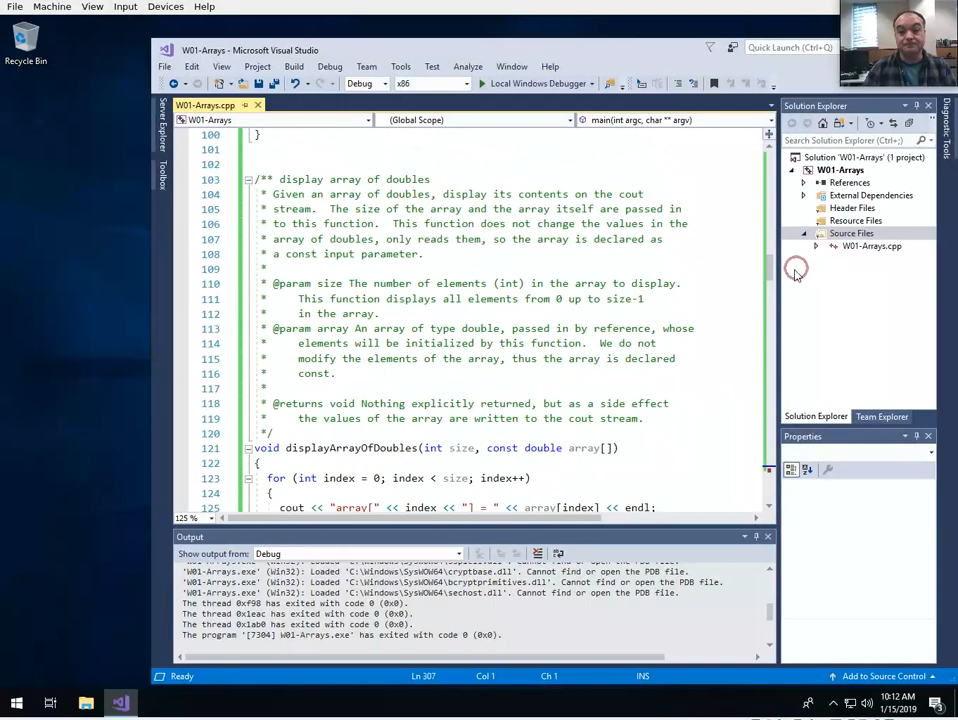 File Machine View Input Devices Help
Recycle Bin
W01-Arrays - Microsoft Visual Studio
Quick Launch (Ctrl+Q)
File Edit View Project Build Debug Team Tools Test Analyze Window Help
Debug x86 Local Windows Debugger
Server Explorer
Toolbox
W01-Arrays.cpp
W01-Arrays (Global Scope) main(int argc, char ** argv)
100 }
101
102
103 /** display array of doubles
104 * Given an array of doubles, display its contents on the cout
105 * stream. The size of the array and the array itself are passed in
106 * to this function. This function does not change the values in the
107 * array of doubles, only reads them, so the array is declared as
108 * a const input parameter.
109 *
110 * @param size The number of elements (int) in the array to display.
111 * This function displays all elements from 0 up to size-1
112 * in the array.
113 * @param array An array of type double, passed in by reference, whose
114 * elements will be initialized by this function. We do not
115 * modify the elements of the array, thus the array is declared
116 * const.
117 *
118 * @returns void Nothing explicitly returned, but as a side effect
119 * the values of the array are written to the cout stream.
120 */
121 void displayArrayOfDoubles(int size, const double array[])
122 {
123 for (int index = 0; index < size; index++)
124 {
125 cout << "array[" << index << "] = " << array[index] << endl;
125 %
Solution Explorer
Search Solution Explorer (Ctrl+;)
Solution 'W01-Arrays' (1 project)
W01-Arrays
References
External Dependencies
Header Files
Resource Files
Source Files
W01-Arrays.cpp
Solution Explorer Team Explorer
Properties
Diagnostic Tools
Output
Show output from: Debug
'W01-Arrays.exe' (Win32): Loaded 'C:\Windows\SysWOW64\cryptbase.dll'. Cannot find or open the PDB file.
'W01-Arrays.exe' (Win32): Loaded 'C:\Windows\SysWOW64\bcryptprimitives.dll'. Cannot find or open the PDB file.
'W01-Arrays.exe' (Win32): Loaded 'C:\Windows\SysWOW64\sechost.dll'. Cannot find or open the PDB file.
The thread 0xf98 has exited with code 0 (0x0).
The thread 0x1eac has exited with code 0 (0x0).
The thread 0x1ab0 has exited with code 0 (0x0).
The program '[7304] W01-Arrays.exe' has exited with code 0 (0x0).
Ready Ln 307 Col 1 Ch 1 INS Add to Source Control
10:12 AM
1/15/2019
3